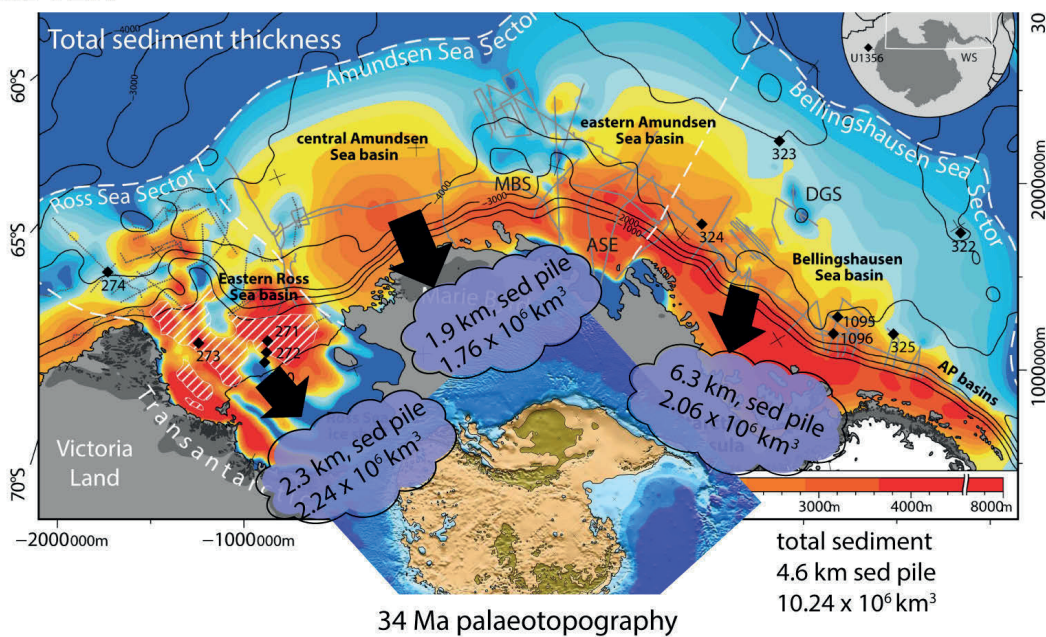 Total sediment thickness
60°S
65°S
70°S
Ross Sea Sector
Amundsen Sea Sector
Bellingshausen Sea Sector
U1356
WS
30
2000000m
1000000m
-4000
-3000
central Amundsen
Sea basin
eastern Amundsen
Sea basin
MBS
ASE
DGS
323
322
324
274
Eastern Ross
Sea basin
Bellingshausen
Sea basin
-4000
-3000
-2000
-1000
271
272
273
1095
1096
325
AP basins
Victoria
Land
Transantar
Marie B
1.9 km, sed pile
1.76 x 10⁶ km³
2.3 km, sed pile
2.24 x 10⁶ km³
6.3 km, sed pile
2.06 x 10⁶ km³
sula
3000m
4000m
8000m
−2000000m
−1000000m
total sediment
4.6 km sed pile
10.24 x 10⁶ km³
34 Ma palaeotopography